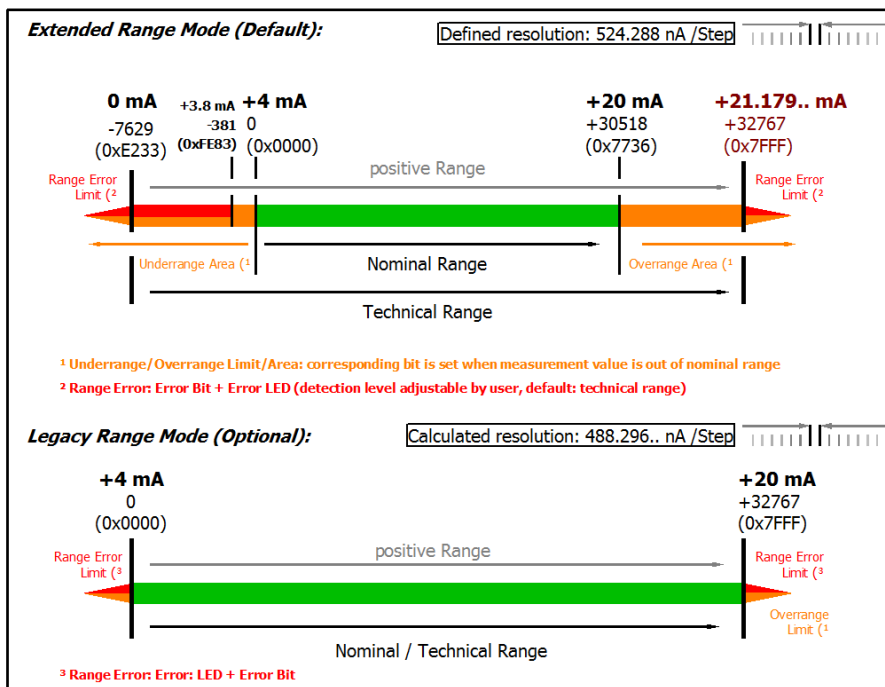 Extended Range Mode (Default):
Defined resolution: 524.288 nA /Step
0 mA
-7629
(0xE233)
+3.8 mA
-381
(0xFE83)
+4 mA
0
(0x0000)
+20 mA
+30518
(0x7736)
+21.179.. mA
+32767
(0x7FFF)
Range Error
Limit (²
positive Range
Range Error
Limit (²
Underrange Area (¹
Nominal Range
Overrange Area (¹
Technical Range
¹ Underrange/Overrange Limit/Area: corresponding bit is set when measurement value is out of nominal range
² Range Error: Error Bit + Error LED (detection level adjustable by user, default: technical range)
Legacy Range Mode (Optional):
Calculated resolution: 488.296.. nA /Step
+4 mA
0
(0x0000)
+20 mA
+32767
(0x7FFF)
Range Error
Limit (³
positive Range
Range Error
Limit (³
Overrange
Limit (¹
Nominal / Technical Range
³ Range Error: Error: LED + Error Bit